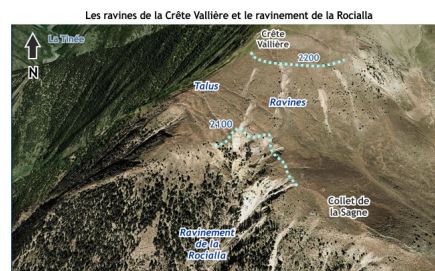 Les ravines de la Crête Vallière et le ravinement de la Rocialla
La Tinée
N
Crête
Vallière
2200
Talus
Ravines
2100
Collet de
la Sagne
Ravinement
de la
Rocialla